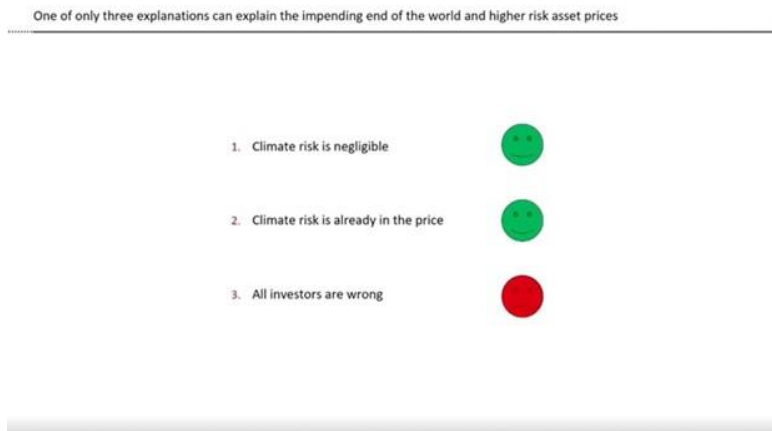 One of only three explanations can explain the impending end of the world and higher risk asset prices
1. Climate risk is negligible
2. Climate risk is already in the price
3. All investors are wrong